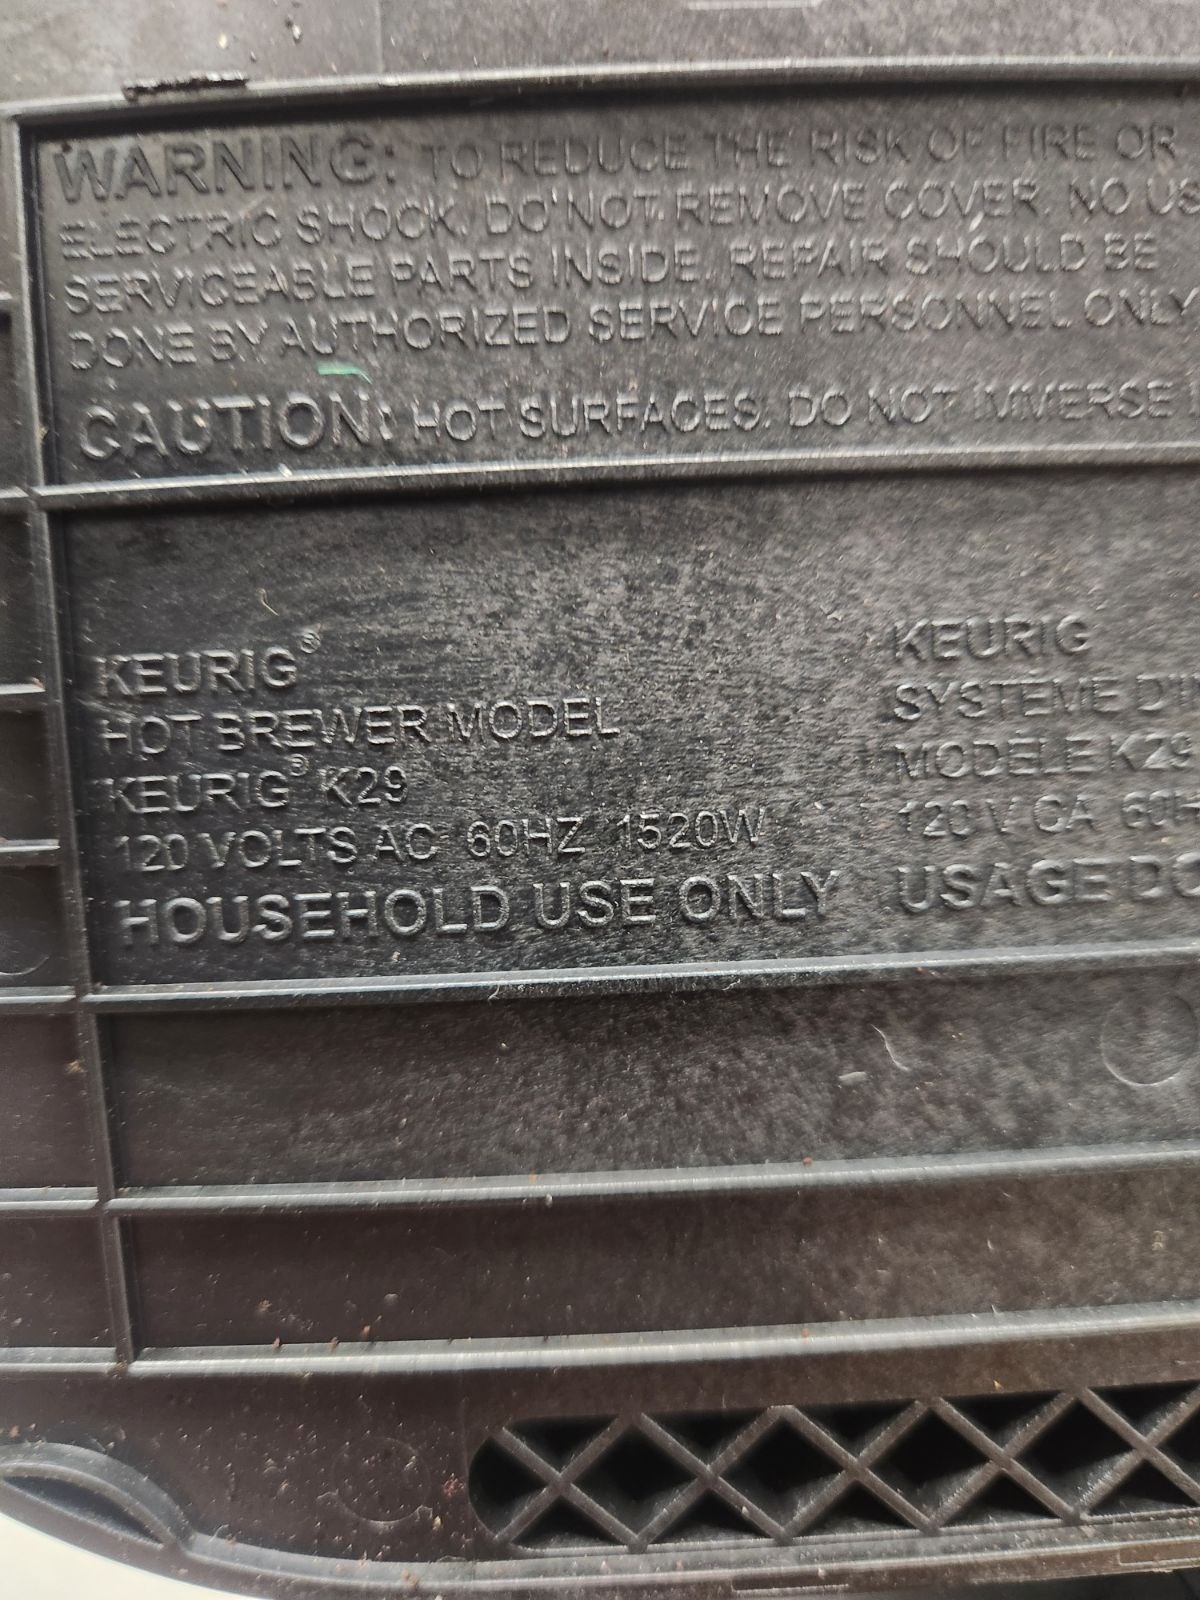 WARNING: TO REDUCE THE RISK OF FIRE OR
ELECTRIC SHOCK, DO NOT REMOVE COVER. NO
SERVICEABLE PARTS INSIDE. REPAIR SHOULD BE
DONE BY AUTHORIZED SERVICE PERSONNEL ONLY
CAUTION: HOT SURFACES. DO NOT IMMERSE
KEURIG®
HOT BREWER MODEL
KEURIG® K29
120 VOLTS AC 60HZ 1520W
HOUSEHOLD USE ONLY
KEURIG
SYSTEME
MODELE K29
120 V CA 60H
USAGE